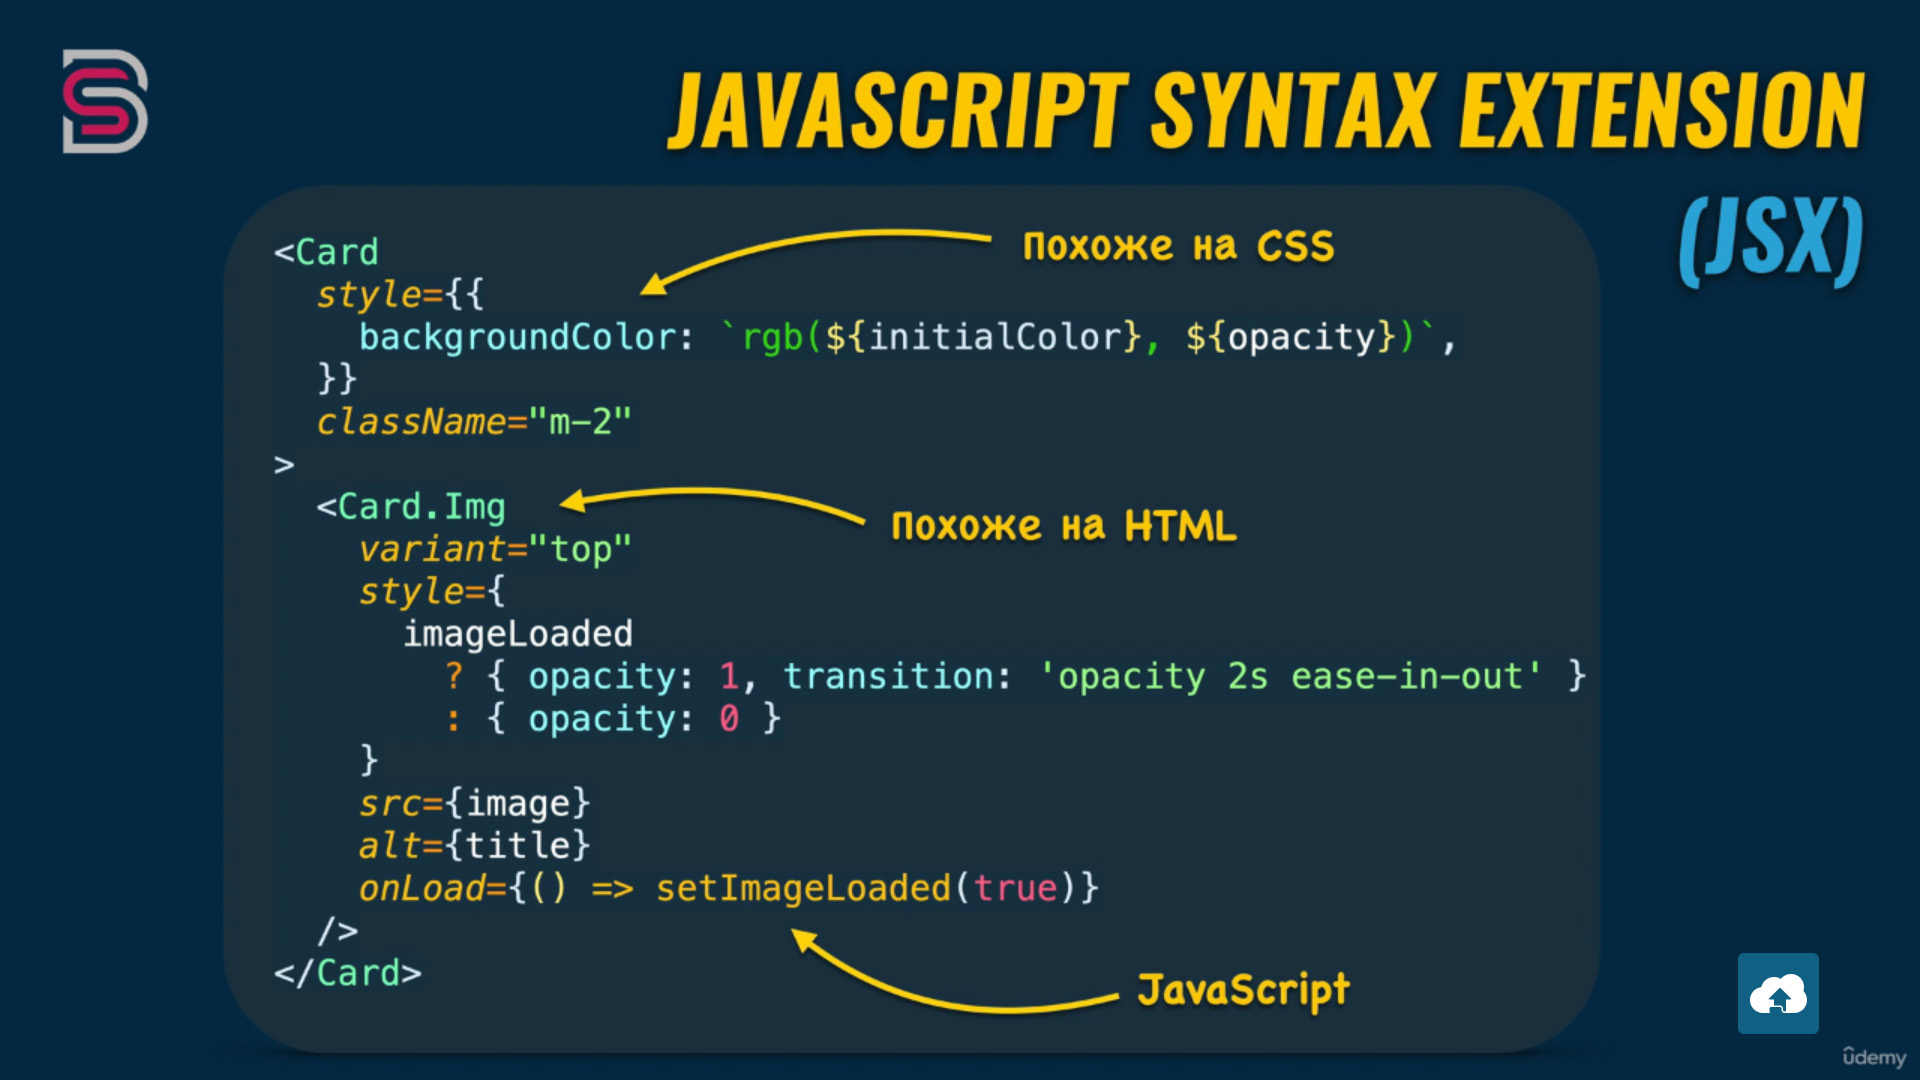 JAVASCRIPT SYNTAX EXTENSION
(JSX)
<Card
Похоже на CSS
style={{
backgroundColor: `rgb(${initialColor}, ${opacity})`,
}}
className="m-2"
>
<Card.Img
Похоже на HTML
variant="top"
style={
imageLoaded
? { opacity: 1, transition: 'opacity 2s ease-in-out' }
: { opacity: 0 }
}
src={image}
alt={title}
onLoad={() => setImageLoaded(true)}
/>
</Card>
JavaScript
ûdemy